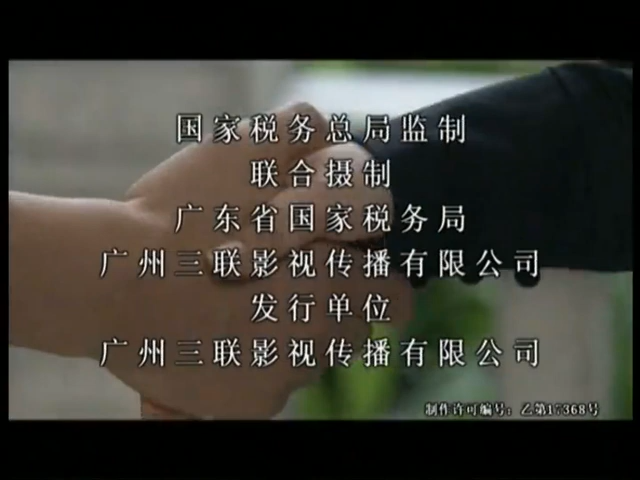 国家税务总局监制
联合摄制
广东省国家税务局
广州三联影视传播有限公司
发行单位
广州三联影视传播有限公司
制作许可编号：乙第17368号